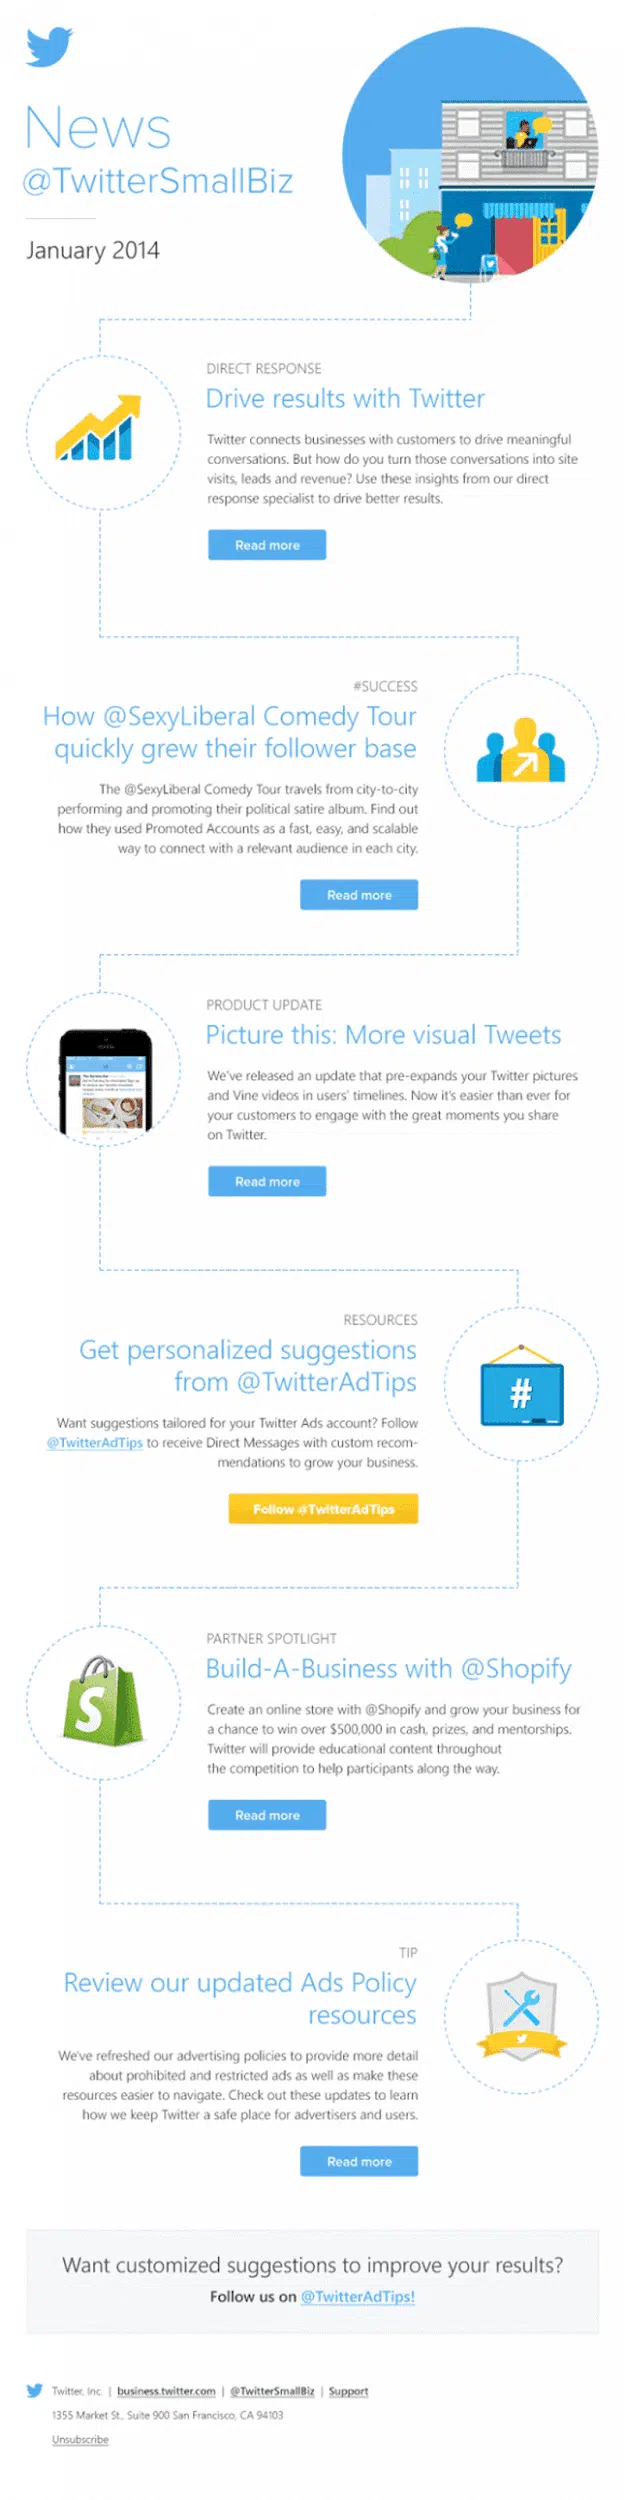 News
@TwitterSmallBiz
January 2014
DIRECT RESPONSE
Drive results with Twitter
Twitter connects businesses with customers to drive meaningful
conversations. But how do you turn those conversations into site
visits, leads and revenue? Use these insights from our direct
response specialist to drive better results.
Read more
#SUCCESS
How @SexyLiberal Comedy Tour
quickly grew their follower base
The @SexyLiberal Comedy Tour travels from city-to-city
performing and promoting their political satire album. Find out
how they used Promoted Accounts as a fast, easy, and scalable
way to connect with a relevant audience in each city.
Read more
PRODUCT UPDATE
Picture this: More visual Tweets
We've released an update that pre-expands your Twitter pictures
and Vine videos in users' timelines. Now it's easier than ever for
your customers to engage with the great moments you share
on Twitter.
Read more
RESOURCES
Get personalized suggestions
from @TwitterAdTips
#
Want suggestions tailored for your Twitter Ads account? Follow
@TwitterAdTips to receive Direct Messages with custom recom-
mendations to grow your business.
Follow @TwitterAdTips
PARTNER SPOTLIGHT
Build-A-Business with @Shopify
S
Create an online store with @Shopify and grow your business for
a chance to win over $500,000 in cash, prizes, and mentorships.
Twitter will provide educational content throughout
the competition to help participants along the way.
Read more
TIP
Review our updated Ads Policy
resources
We've refreshed our advertising policies to provide more detail
about prohibited and restricted ads as well as make these
resources easier to navigate. Check out these updates to learn
how we keep Twitter a safe place for advertisers and users.
Read more
Want customized suggestions to improve your results?
Follow us on @TwitterAdTips!
Twitter, Inc. | business.twitter.com | @TwitterSmallBiz | Support
1355 Market St., Suite 900 San Francisco, CA 94103
Unsubscribe